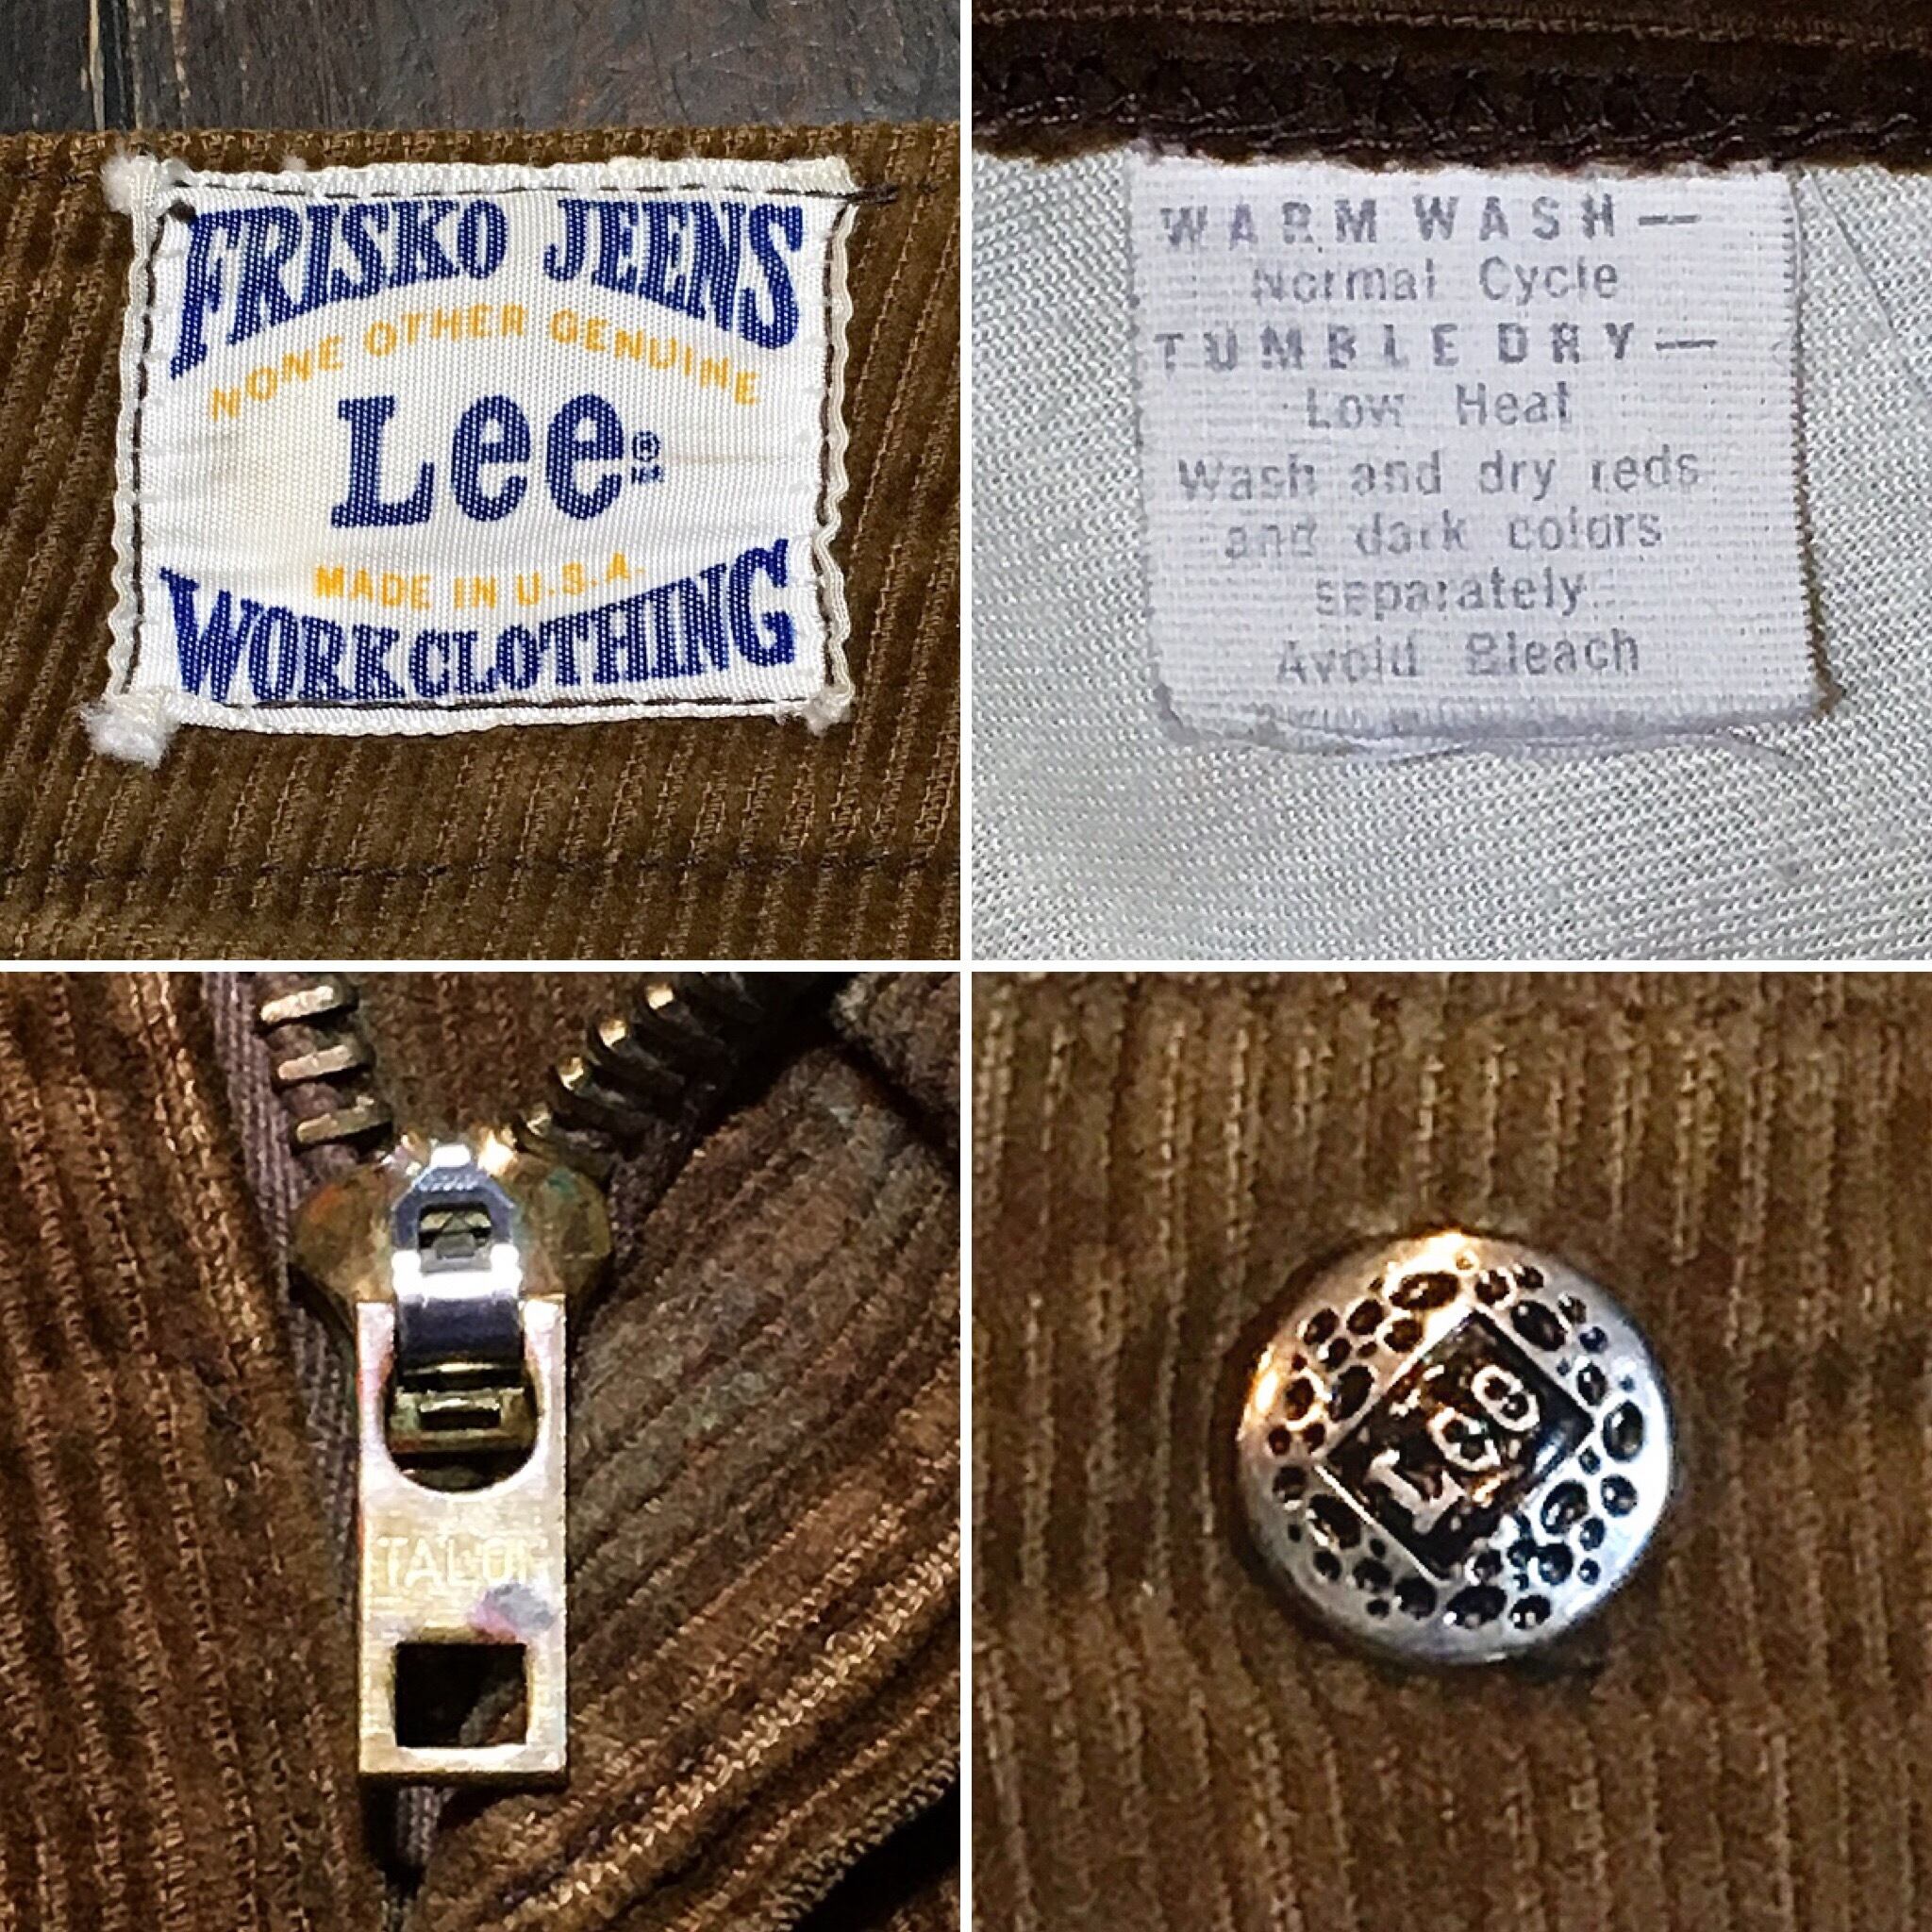 FRISKO JEENS
NONE OTHER GENUINE
Lee®
MADE IN U.S.A.
WORKCLOTHING
WARM WASH —
Normal Cycle
TUMBLE DRY —
Low Heat
Wash and dry reds
and dark colors
separately
Avoid Bleach
TALON
Lee